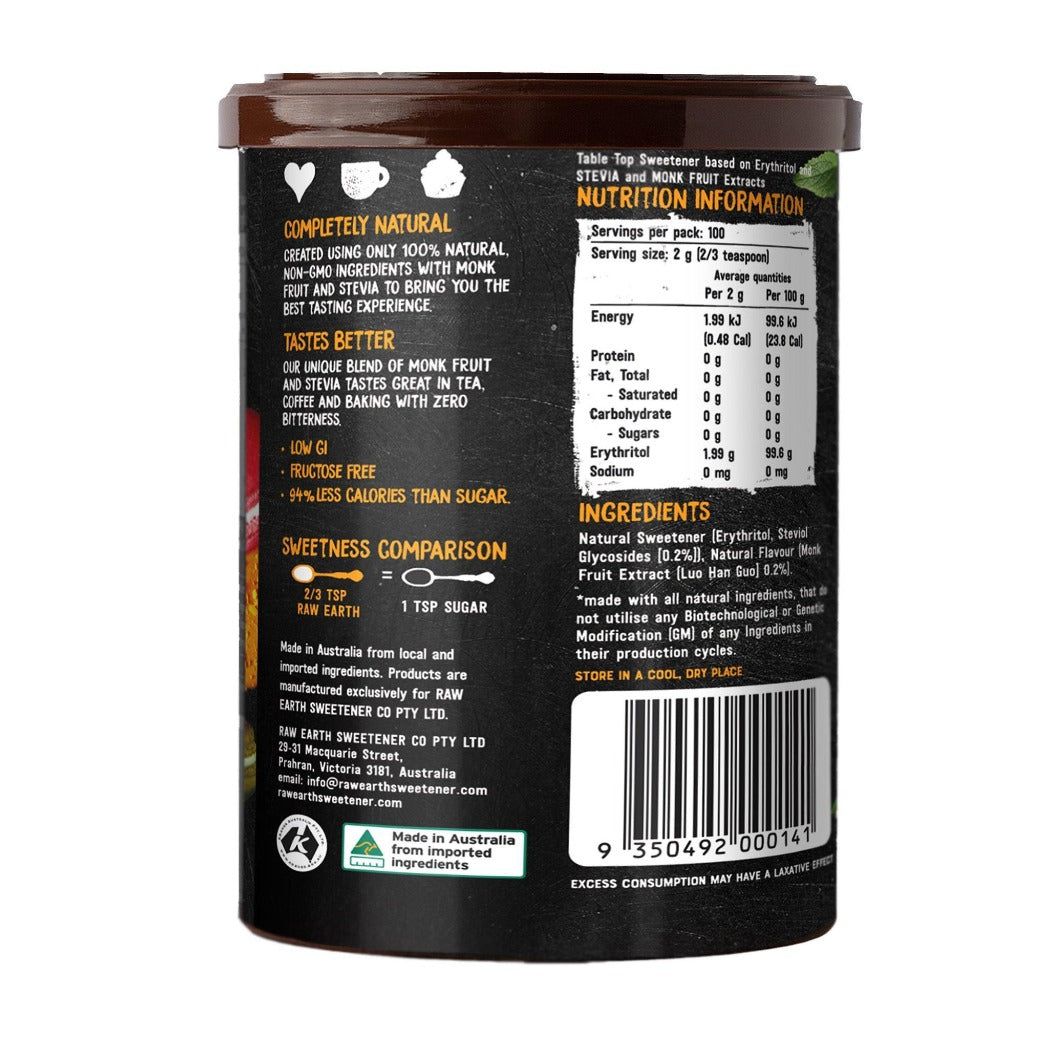 COMPLETELY NATURAL
CREATED USING ONLY 100% NATURAL,
NON-GMO INGREDIENTS WITH MONK
FRUIT AND STEVIA TO BRING YOU THE
BEST TASTING EXPERIENCE.
TASTES BETTER
OUR UNIQUE BLEND OF MONK FRUIT
AND STEVIA TASTES GREAT IN TEA,
COFFEE AND BAKING WITH ZERO
BITTERNESS.
• LOW GI
• FRUCTOSE FREE
• 94% LESS CALORIES THAN SUGAR.
SWEETNESS COMPARISON
=
2/3 TSP
RAW EARTH
1 TSP SUGAR
Made in Australia from local and
imported ingredients. Products are
manufactured exclusively for RAW
EARTH SWEETENER CO PTY LTD.
RAW EARTH SWEETENER CO PTY LTD
29-31 Macquarie Street,
Prahran, Victoria 3181, Australia
email: info@rawearthsweetener.com
rawearthsweetener.com
K
Made in Australia
from imported
ingredients
Table Top Sweetener based on Erythritol and
STEVIA and MONK FRUIT Extracts
NUTRITION INFORMATION
Servings per pack: 100
Serving size: 2 g (2/3 teaspoon)
Average quantities
Per 2 g Per 100 g
Energy 1.99 kJ 99.6 kJ
(0.48 Cal) (23.8 Cal)
Protein 0 g 0 g
Fat, Total 0 g 0 g
- Saturated 0 g 0 g
Carbohydrate 0 g 0 g
- Sugars 0 g 0 g
Erythritol 1.99 g 99.6 g
Sodium 0 mg 0 mg
INGREDIENTS
Natural Sweetener (Erythritol, Steviol
Glycosides [0.2%]), Natural Flavour (Monk
Fruit Extract [Luo Han Guo] 0.2%).
*made with all natural ingredients, that do
not utilise any Biotechnological or Genetic
Modification (GM) of any Ingredients in
their production cycles.
STORE IN A COOL, DRY PLACE
9 350492 000141
EXCESS CONSUMPTION MAY HAVE A LAXATIVE EFFECT